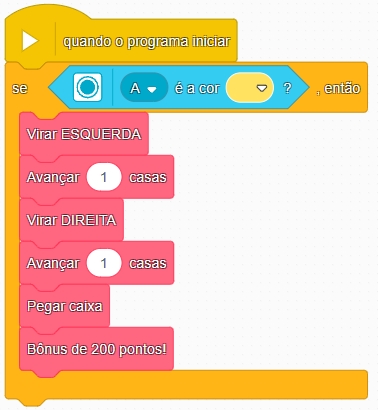 quando o programa iniciar
se A é a cor ? , então
Virar ESQUERDA
Avançar 1 casas
Virar DIREITA
Avançar 1 casas
Pegar caixa
Bônus de 200 pontos!